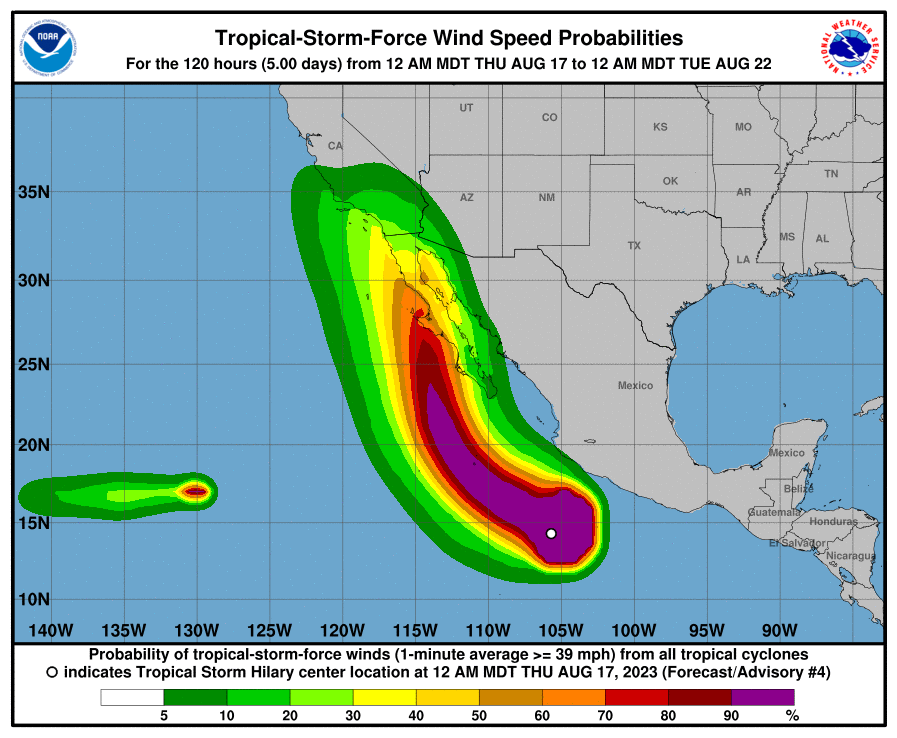 NOAA
Tropical-Storm-Force Wind Speed Probabilities
For the 120 hours (5.00 days) from 12 AM MDT THU AUG 17 to 12 AM MDT TUE AUG 22
NATIONAL WEATHER SERVICE
UT
CO
KS
MO
CA
TN
35N
AZ
NM
OK
AR
TX
MS
AL
LA
30N
25N
Mexico
20N
Mexico
Belize
15N
Guatemala
Honduras
El Salvador
Nicaragua
10N
140W 135W 130W 125W 120W 115W 110W 105W 100W 95W 90W
Probability of tropical-storm-force winds (1-minute average >= 39 mph) from all tropical cyclones
indicates Tropical Storm Hilary center location at 12 AM MDT THU AUG 17, 2023 (Forecast/Advisory #4)
5 10 20 30 40 50 60 70 80 90 %